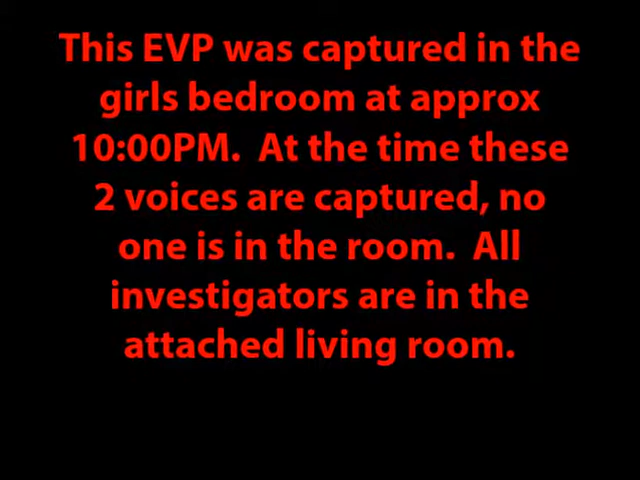 This EVP was captured in the
girls bedroom at approx
10:00PM.  At the time these
2 voices are captured, no
one is in the room.  All
investigators are in the
attached living room.